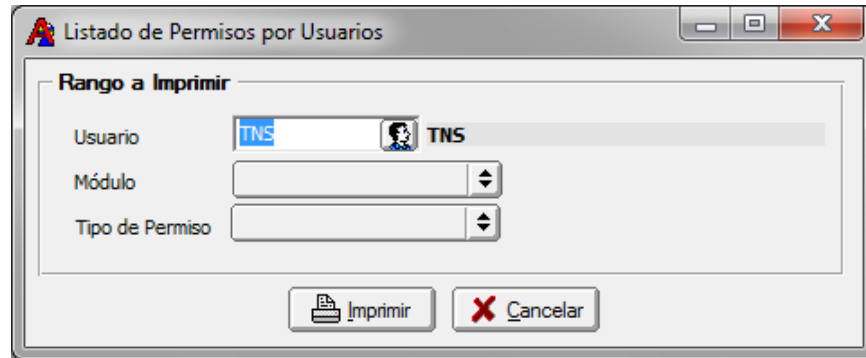 Listado de Permisos por Usuarios
Rango a Imprimir
Usuario TNS TNS
Módulo
Tipo de Permiso
Imprimir Cancelar